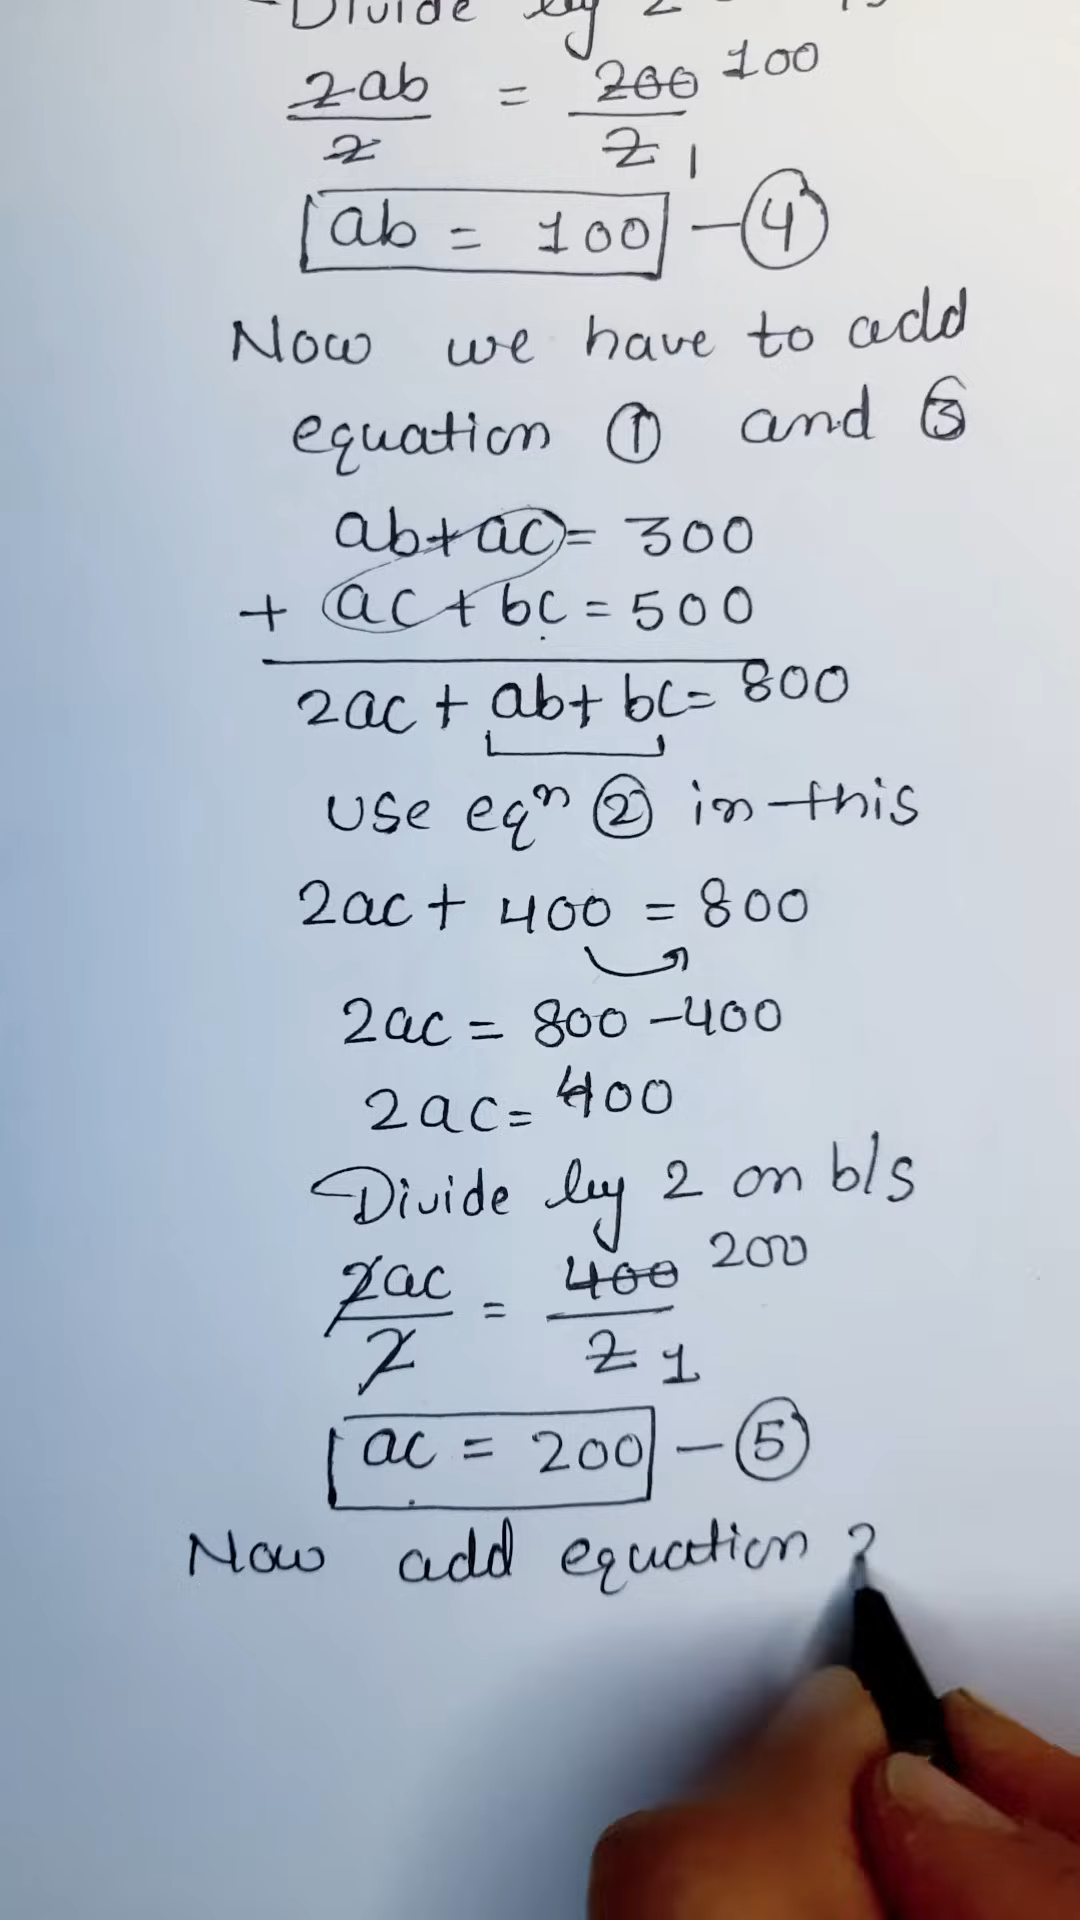 Divide by 2
2ab/2 = 200/2 100 1
ab = 100 - 4
Now we have to add
equation 1 and 3
ab + ac = 300
+ ac + bc = 500
2ac + ab + bc = 800
use eqn 2 in this
2ac + 400 = 800
2ac = 800 - 400
2ac = 400
Divide by 2 on b/s
2ac/2 = 400/2 200 1
ac = 200 - 5
Now add equation 2